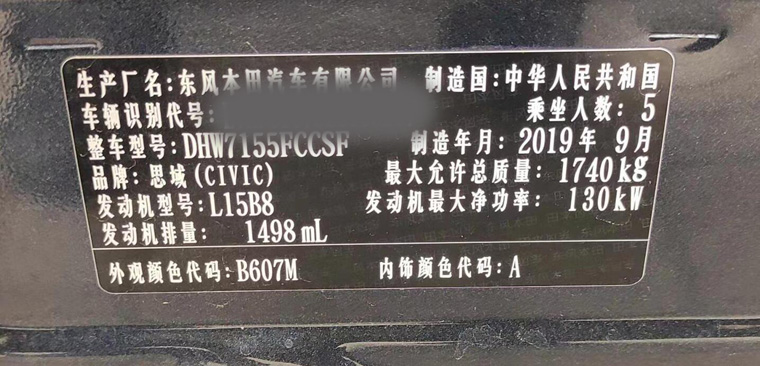 生产厂名:东风本田汽车有限公司 制造国:中华人民共和国
车辆识别代号: 乘坐人数: 5
整车型号:DHW7155FCCSF 制造年月: 2019年 9月
品牌: 思域(CIVIC) 最大允许总质量: 1740kg
发动机型号:L15B8 发动机最大净功率: 130kW
发动机排量: 1498mL
外观颜色代码: B607M 内饰颜色代码: A